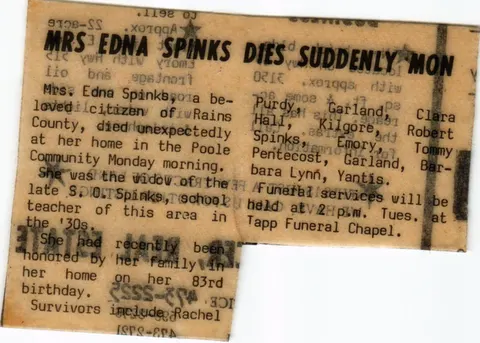 MRS EDNA SPINKS DIES SUDDENLY MON
Mrs. Edna Spinks, a be-
loved citizen of Rains
County, died unexpectedly
at her home in the Poole
Community Monday morning.
She was the widow of the
late S. O. Spinks, school
teacher of this area in
the '30s.
She had recently been
honored by her family in
her home on her 83rd
birthday.
Survivors include Rachel
Purdy, Garland, Clara
Hall, Kilgore, Robert
Spinks, Emory, Tommy
Pentecost, Garland, Bar-
bara Lynn, Yantis.
Funeral services will be
held at 2 p.m. Tues. at
Tapp Funeral Chapel.